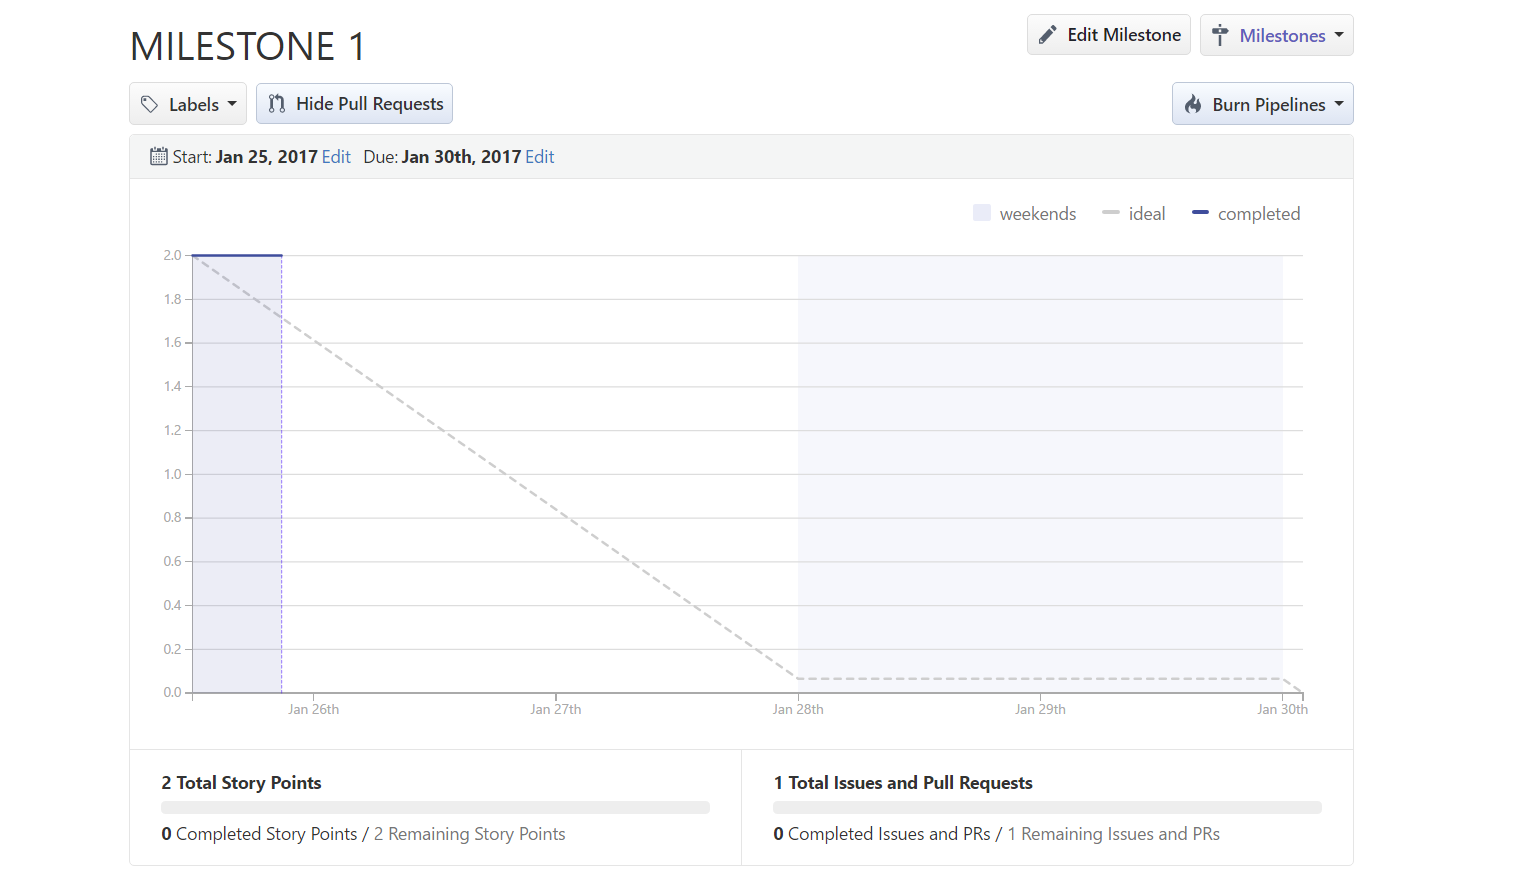 MILESTONE 1
Edit Milestone
Milestones
Labels
Hide Pull Requests
Burn Pipelines
Start: Jan 25, 2017 Edit Due: Jan 30th, 2017 Edit
weekends ideal completed
2.0
1.8
1.6
1.4
1.2
1.0
0.8
0.6
0.4
0.2
0.0
Jan 26th Jan 27th Jan 28th Jan 29th Jan 30th
2 Total Story Points
0 Completed Story Points / 2 Remaining Story Points
1 Total Issues and Pull Requests
0 Completed Issues and PRs / 1 Remaining Issues and PRs